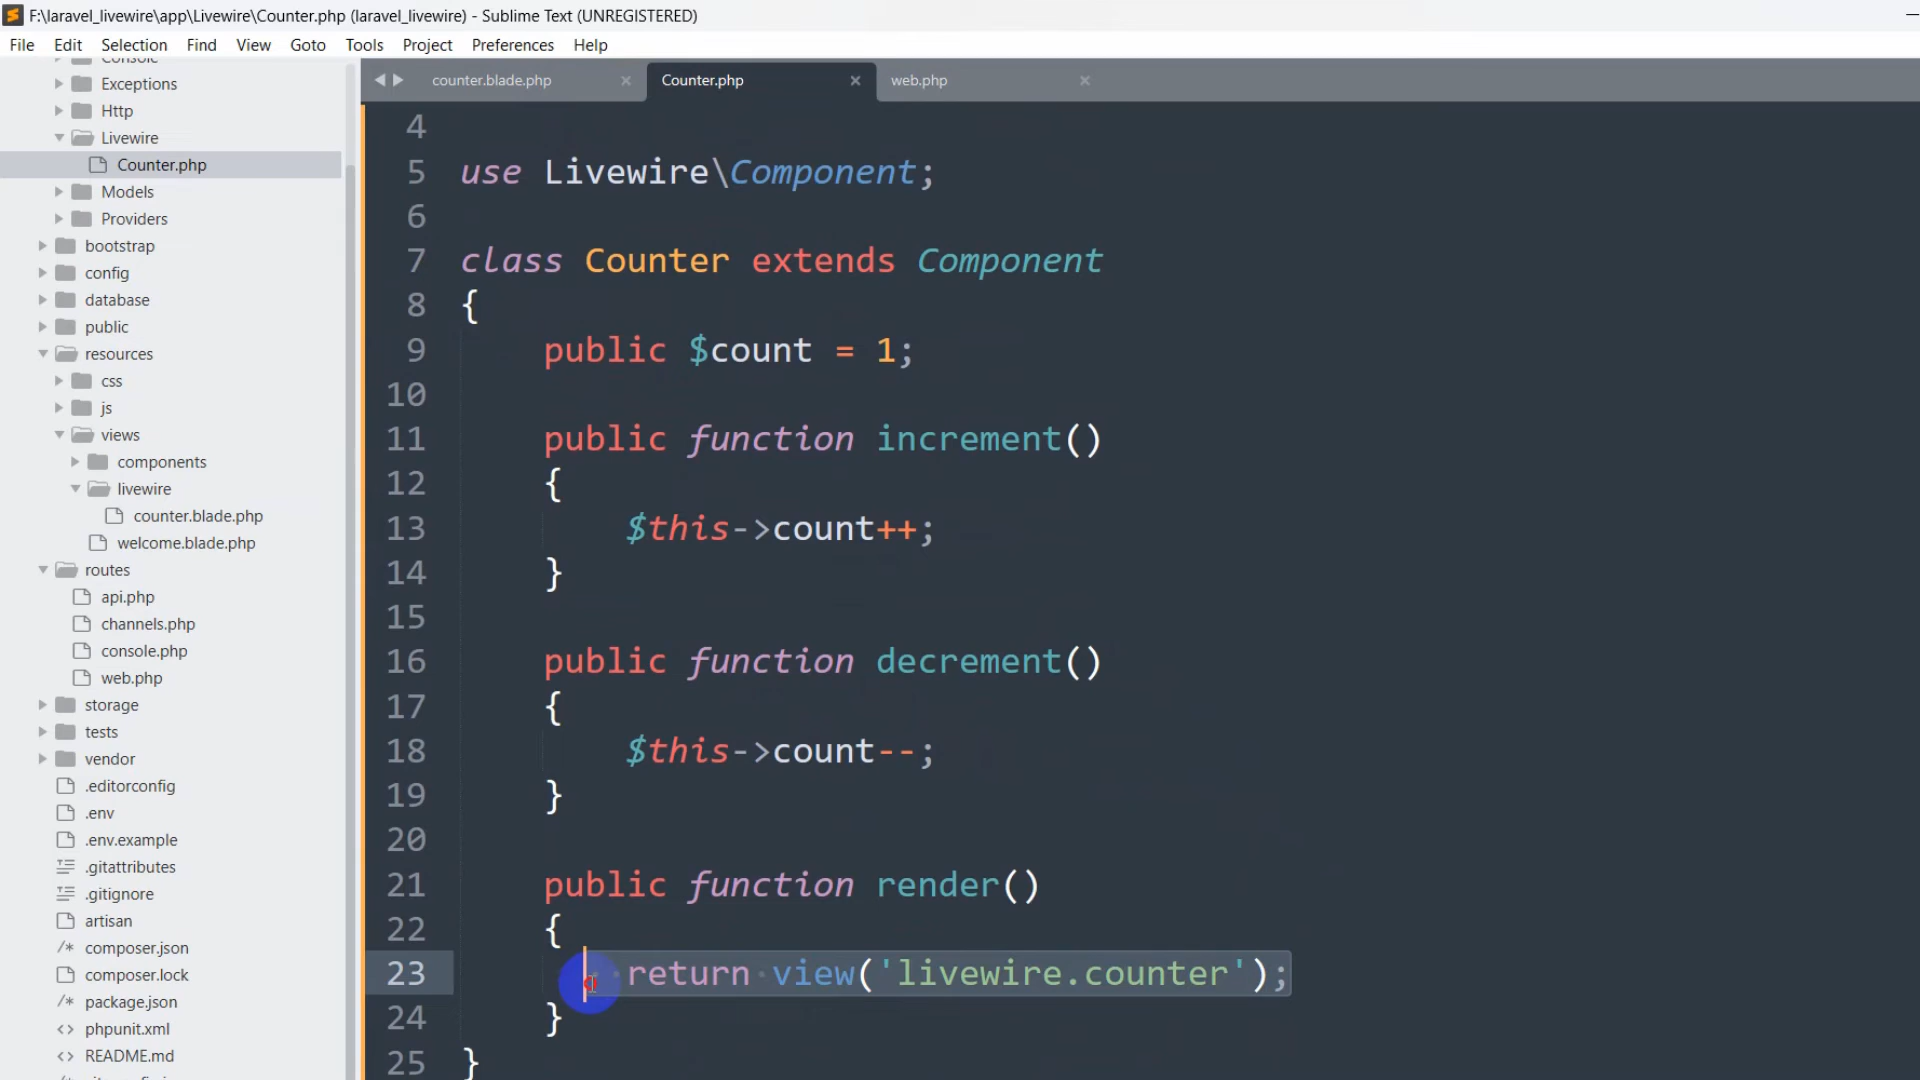 F:\laravel_livewire\app\Livewire\Counter.php (laravel_livewire) - Sublime Text (UNREGISTERED)
File Edit Selection Find View Goto Tools Project Preferences Help
Console
Exceptions
Http
Livewire
Counter.php
Models
Providers
bootstrap
config
database
public
resources
css
js
views
components
livewire
counter.blade.php
welcome.blade.php
routes
api.php
channels.php
console.php
web.php
storage
tests
vendor
.editorconfig
.env
.env.example
.gitattributes
.gitignore
artisan
/* composer.json
composer.lock
/* package.json
<> phpunit.xml
<> README.md
counter.blade.php × Counter.php × web.php ×
4
5 use Livewire\Component;
6
7 class Counter extends Component
8 {
9 public $count = 1;
10
11 public function increment()
12 {
13 $this->count++;
14 }
15
16 public function decrement()
17 {
18 $this->count--;
19 }
20
21 public function render()
22 {
23 return view('livewire.counter');
24 }
25 }